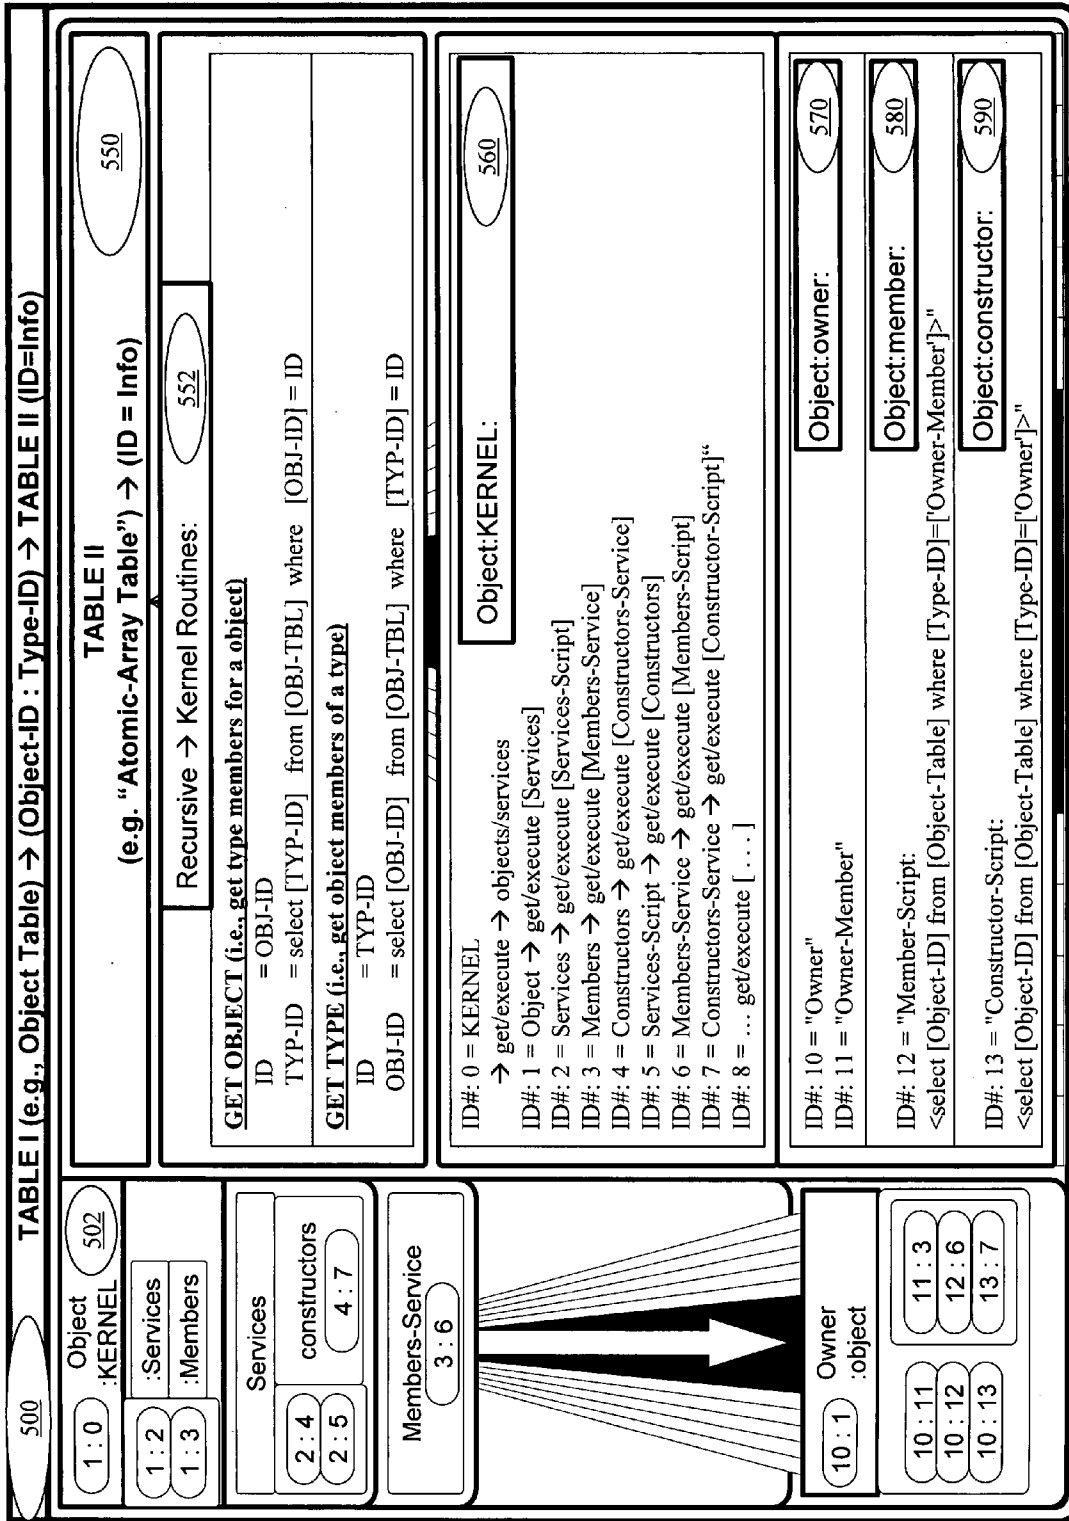 500
TABLE I (e.g., Object Table) → (Object-ID : Type-ID) → TABLE II (ID=Info)
1 : 0
Object
:KERNEL
502
1 : 2
:Services
1 : 3
:Members
Services
2 : 4
2 : 5
constructors
4 : 7
Members-Service
3 : 6
10 : 1
Owner
:object
10 : 11
10 : 12
10 : 13
11 : 3
12 : 6
13 : 7
TABLE II
(e.g. “Atomic-Array Table”) → (ID = Info)
550
Recursive → Kernel Routines:
552
GET OBJECT (i.e., get type members for a object)
ID = OBJ-ID
TYP-ID = select [TYP-ID] from [OBJ-TBL] where [OBJ-ID] = ID
GET TYPE (i.e., get object members of a type)
ID = TYP-ID
OBJ-ID = select [OBJ-ID] from [OBJ-TBL] where [TYP-ID] = ID
Object:KERNEL:
560
ID#: 0 = KERNEL
→ get/execute → objects/services
ID#: 1 = Object → get/execute [Services]
ID#: 2 = Services → get/execute [Services-Script]
ID#: 3 = Members → get/execute [Members-Service]
ID#: 4 = Constructors → get/execute [Constructors-Service]
ID#: 5 = Services-Script → get/execute [Constructors]
ID#: 6 = Members-Service → get/execute [Members-Script]
ID#: 7 = Constructors-Service → get/execute [Constructor-Script]“
ID#: 8 = … get/execute [ . . . ]
Object:owner:
570
ID#: 10 = "Owner"
ID#: 11 = "Owner-Member"
Object:member:
580
ID#: 12 = "Member-Script:
<select [Object-ID] from [Object-Table] where [Type-ID]=['Owner-Member']>"
Object:constructor:
590
ID#: 13 = "Constructor-Script:
<select [Object-ID] from [Object-Table] where [Type-ID]=['Owner']>"